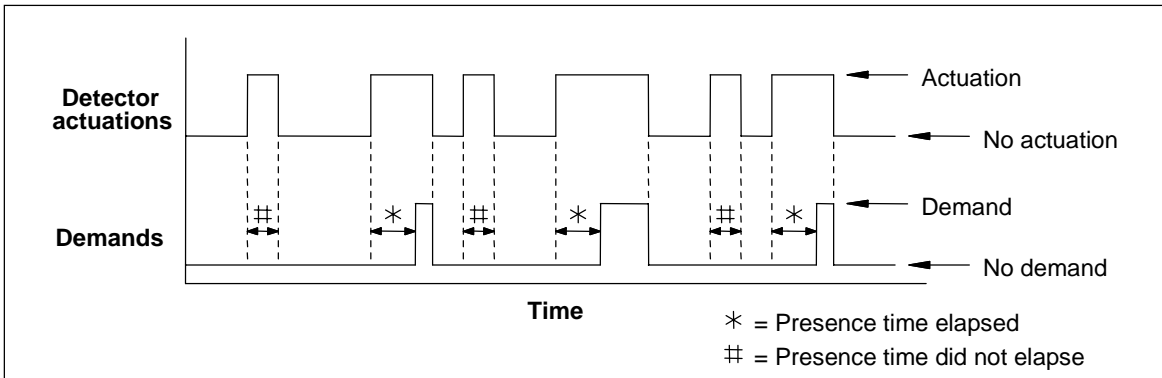 Detector
actuations
Actuation
No actuation
# * # * # *
Demand
Demands
No demand
Time
* = Presence time elapsed
# = Presence time did not elapse